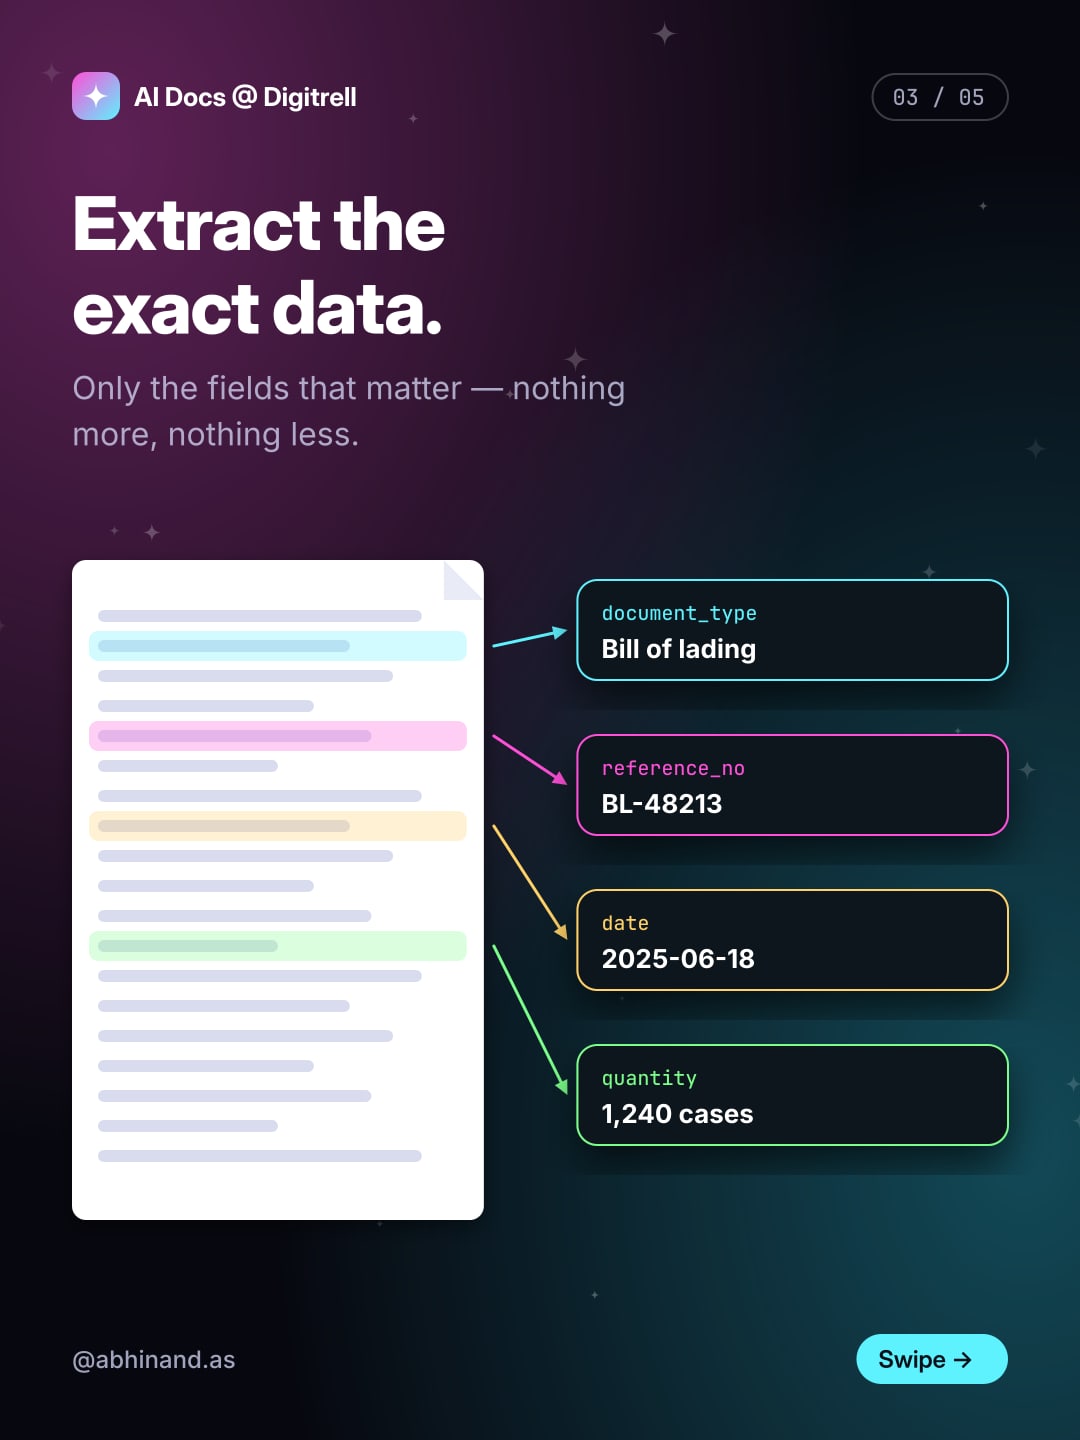 AI Docs @ Digitrell
03 / 05
Extract the
exact data.
Only the fields that matter — nothing
more, nothing less.
document_type
Bill of lading
reference_no
BL-48213
date
2025-06-18
quantity
1,240 cases
@abhinand.as
Swipe →